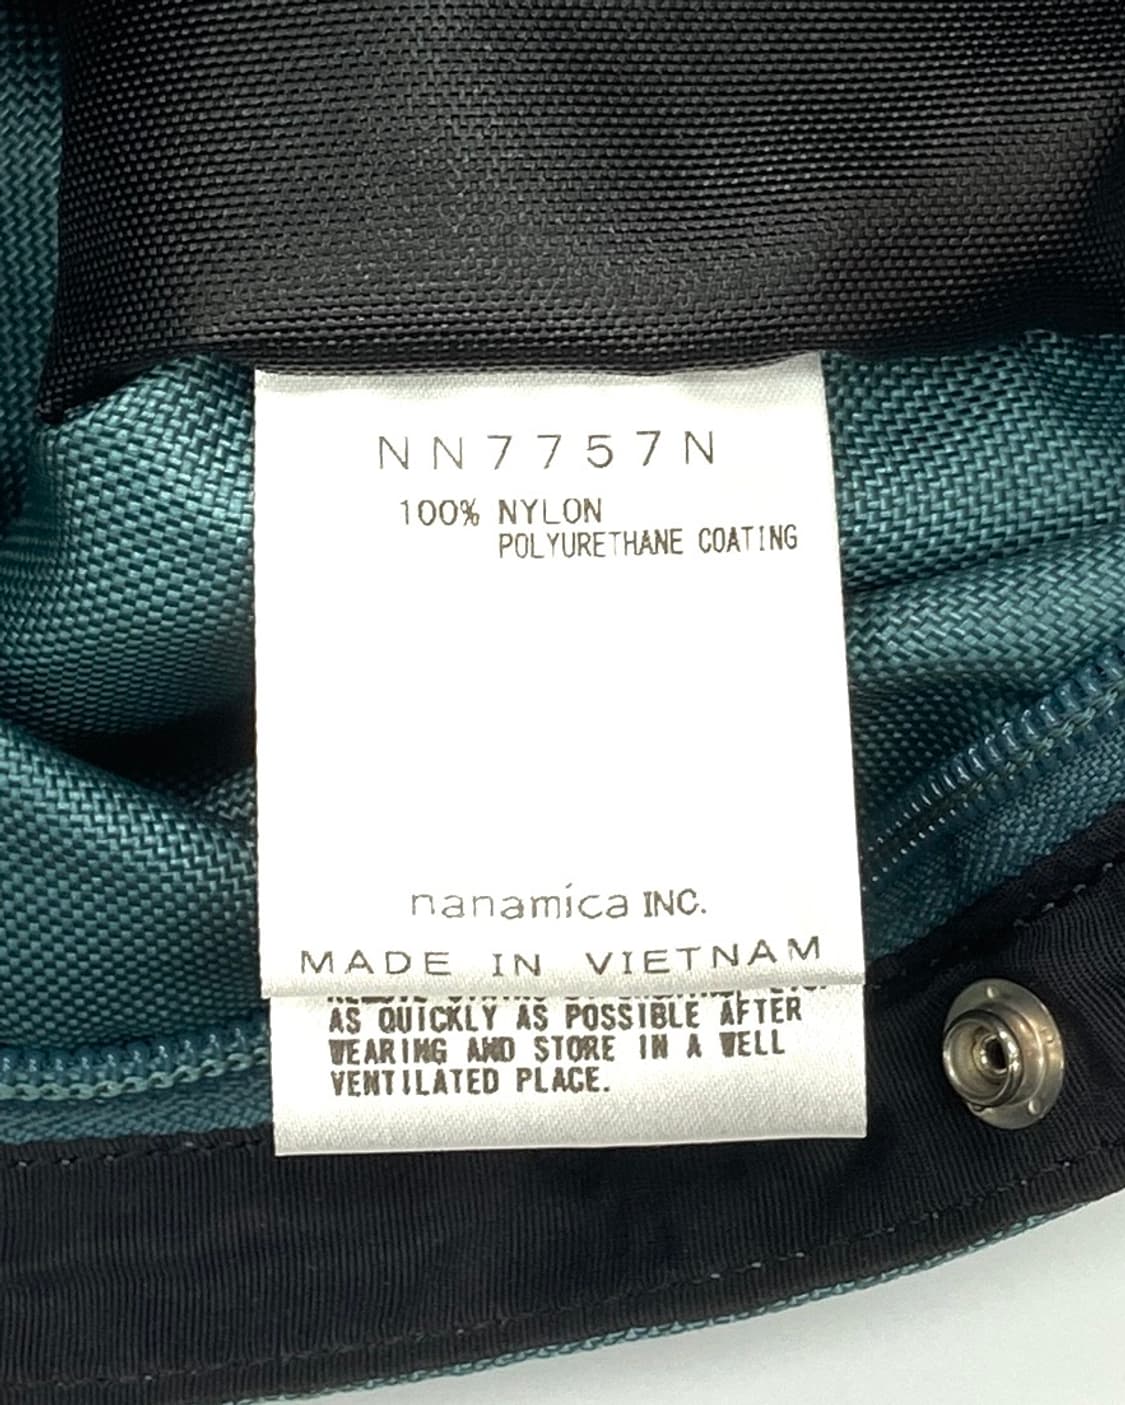 NN7757N
100% NYLON
POLYURETHANE COATING
nanamica INC.
MADE IN VIETNAM
AS QUICKLY AS POSSIBLE AFTER
WEARING AND STORE IN A WELL
VENTILATED PLACE.